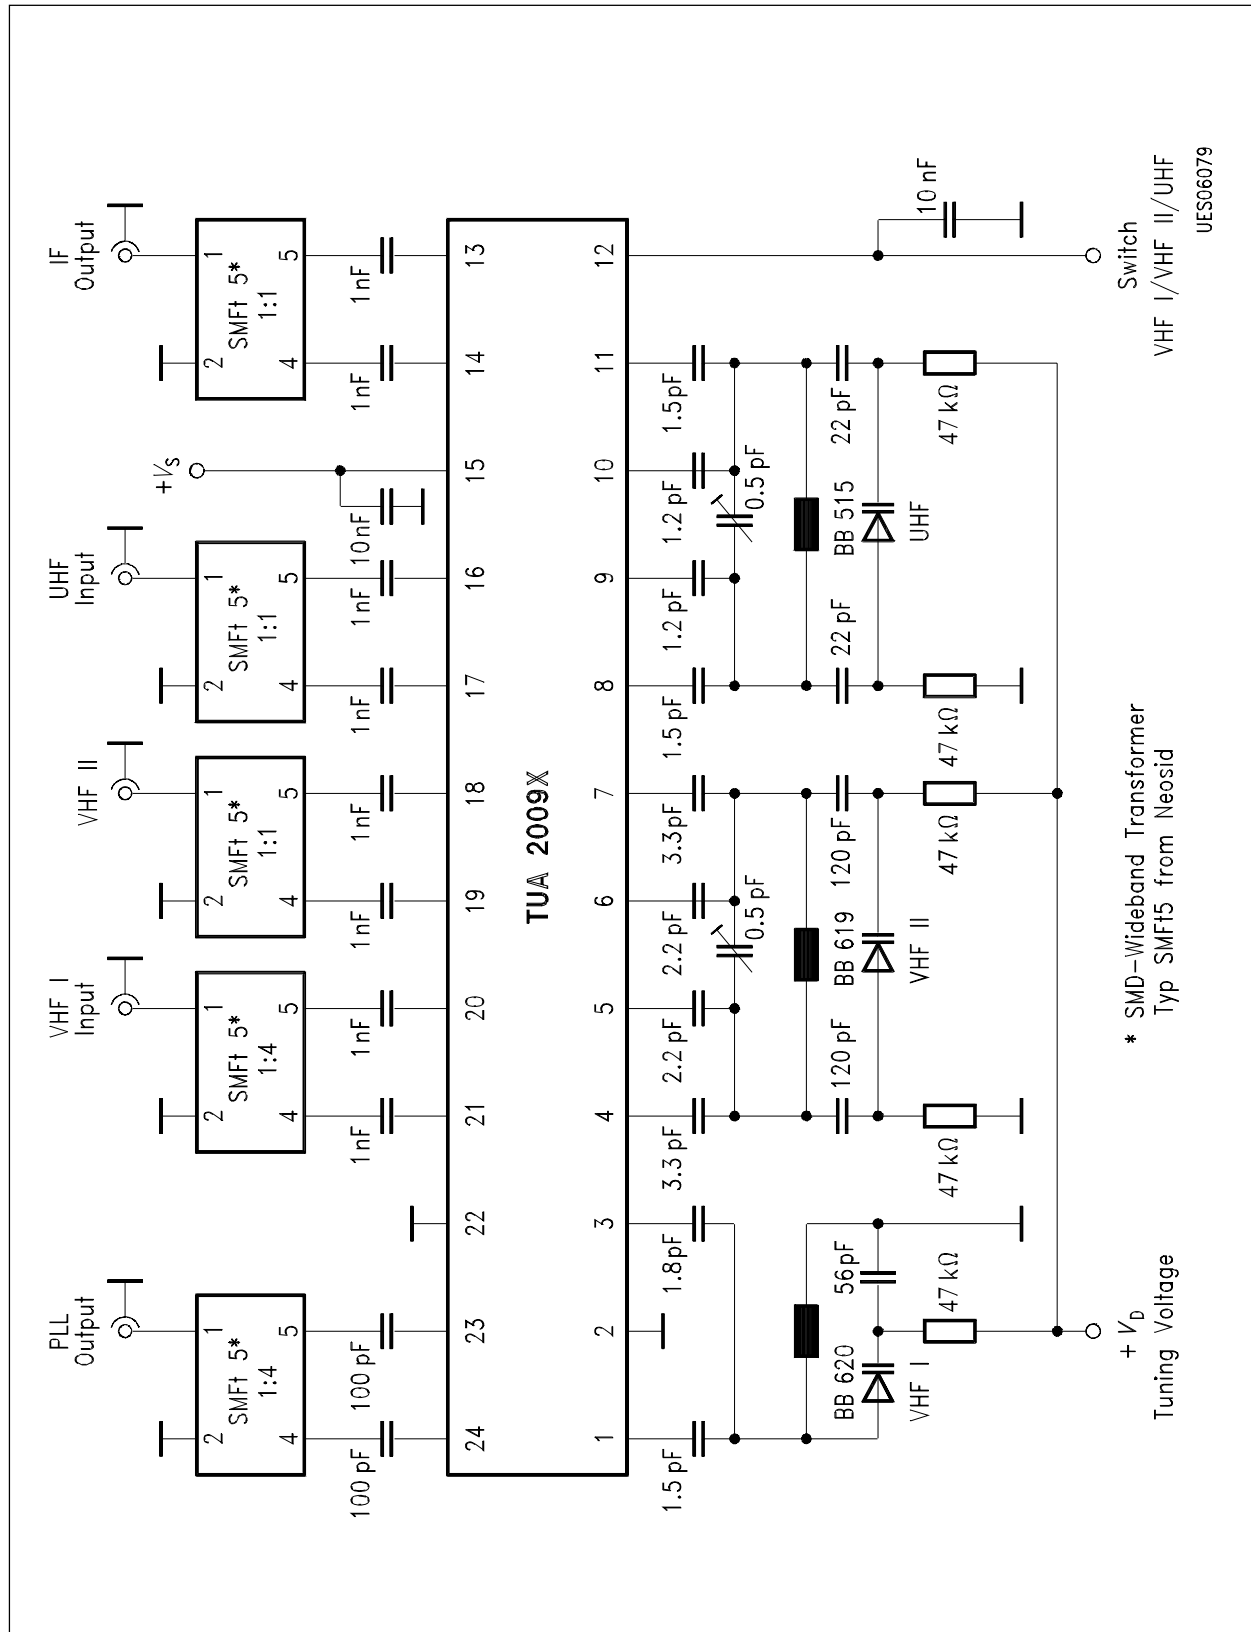 PLL
Output
VHF I
Input
VHF II
UHF
Input
IF
Output
+VS
2
1
SMFt 5*
1:4
4
5
2
1
SMFt 5*
1:4
4
5
2
1
SMFt 5*
1:1
4
5
2
1
SMFt 5*
1:1
4
5
2
1
SMFt 5*
1:1
4
5
100 pF
100 pF
1nF
1nF
1nF
1nF
1nF
1nF
10nF
1nF
1nF
24
23
22
21
20
19
18
17
16
15
14
13
TUA 2009X
1
2
3
4
5
6
7
8
9
10
11
12
1.5 pF
1.8pF
3.3 pF
2.2 pF
2.2 pF
3.3pF
1.5 pF
1.2 pF
1.2 pF
1.5pF
0.5 pF
0.5 pF
BB 620
56pF
120 pF
BB 619
120 pF
22 pF
BB 515
22 pF
VHF I
VHF II
UHF
10 nF
47 kΩ
47 kΩ
47 kΩ
47 kΩ
47 kΩ
+VD
Tuning Voltage
* SMD-Wideband Transformer
Typ SMFt5 from Neosid
Switch
VHF I/VHF II/UHF
UES06079